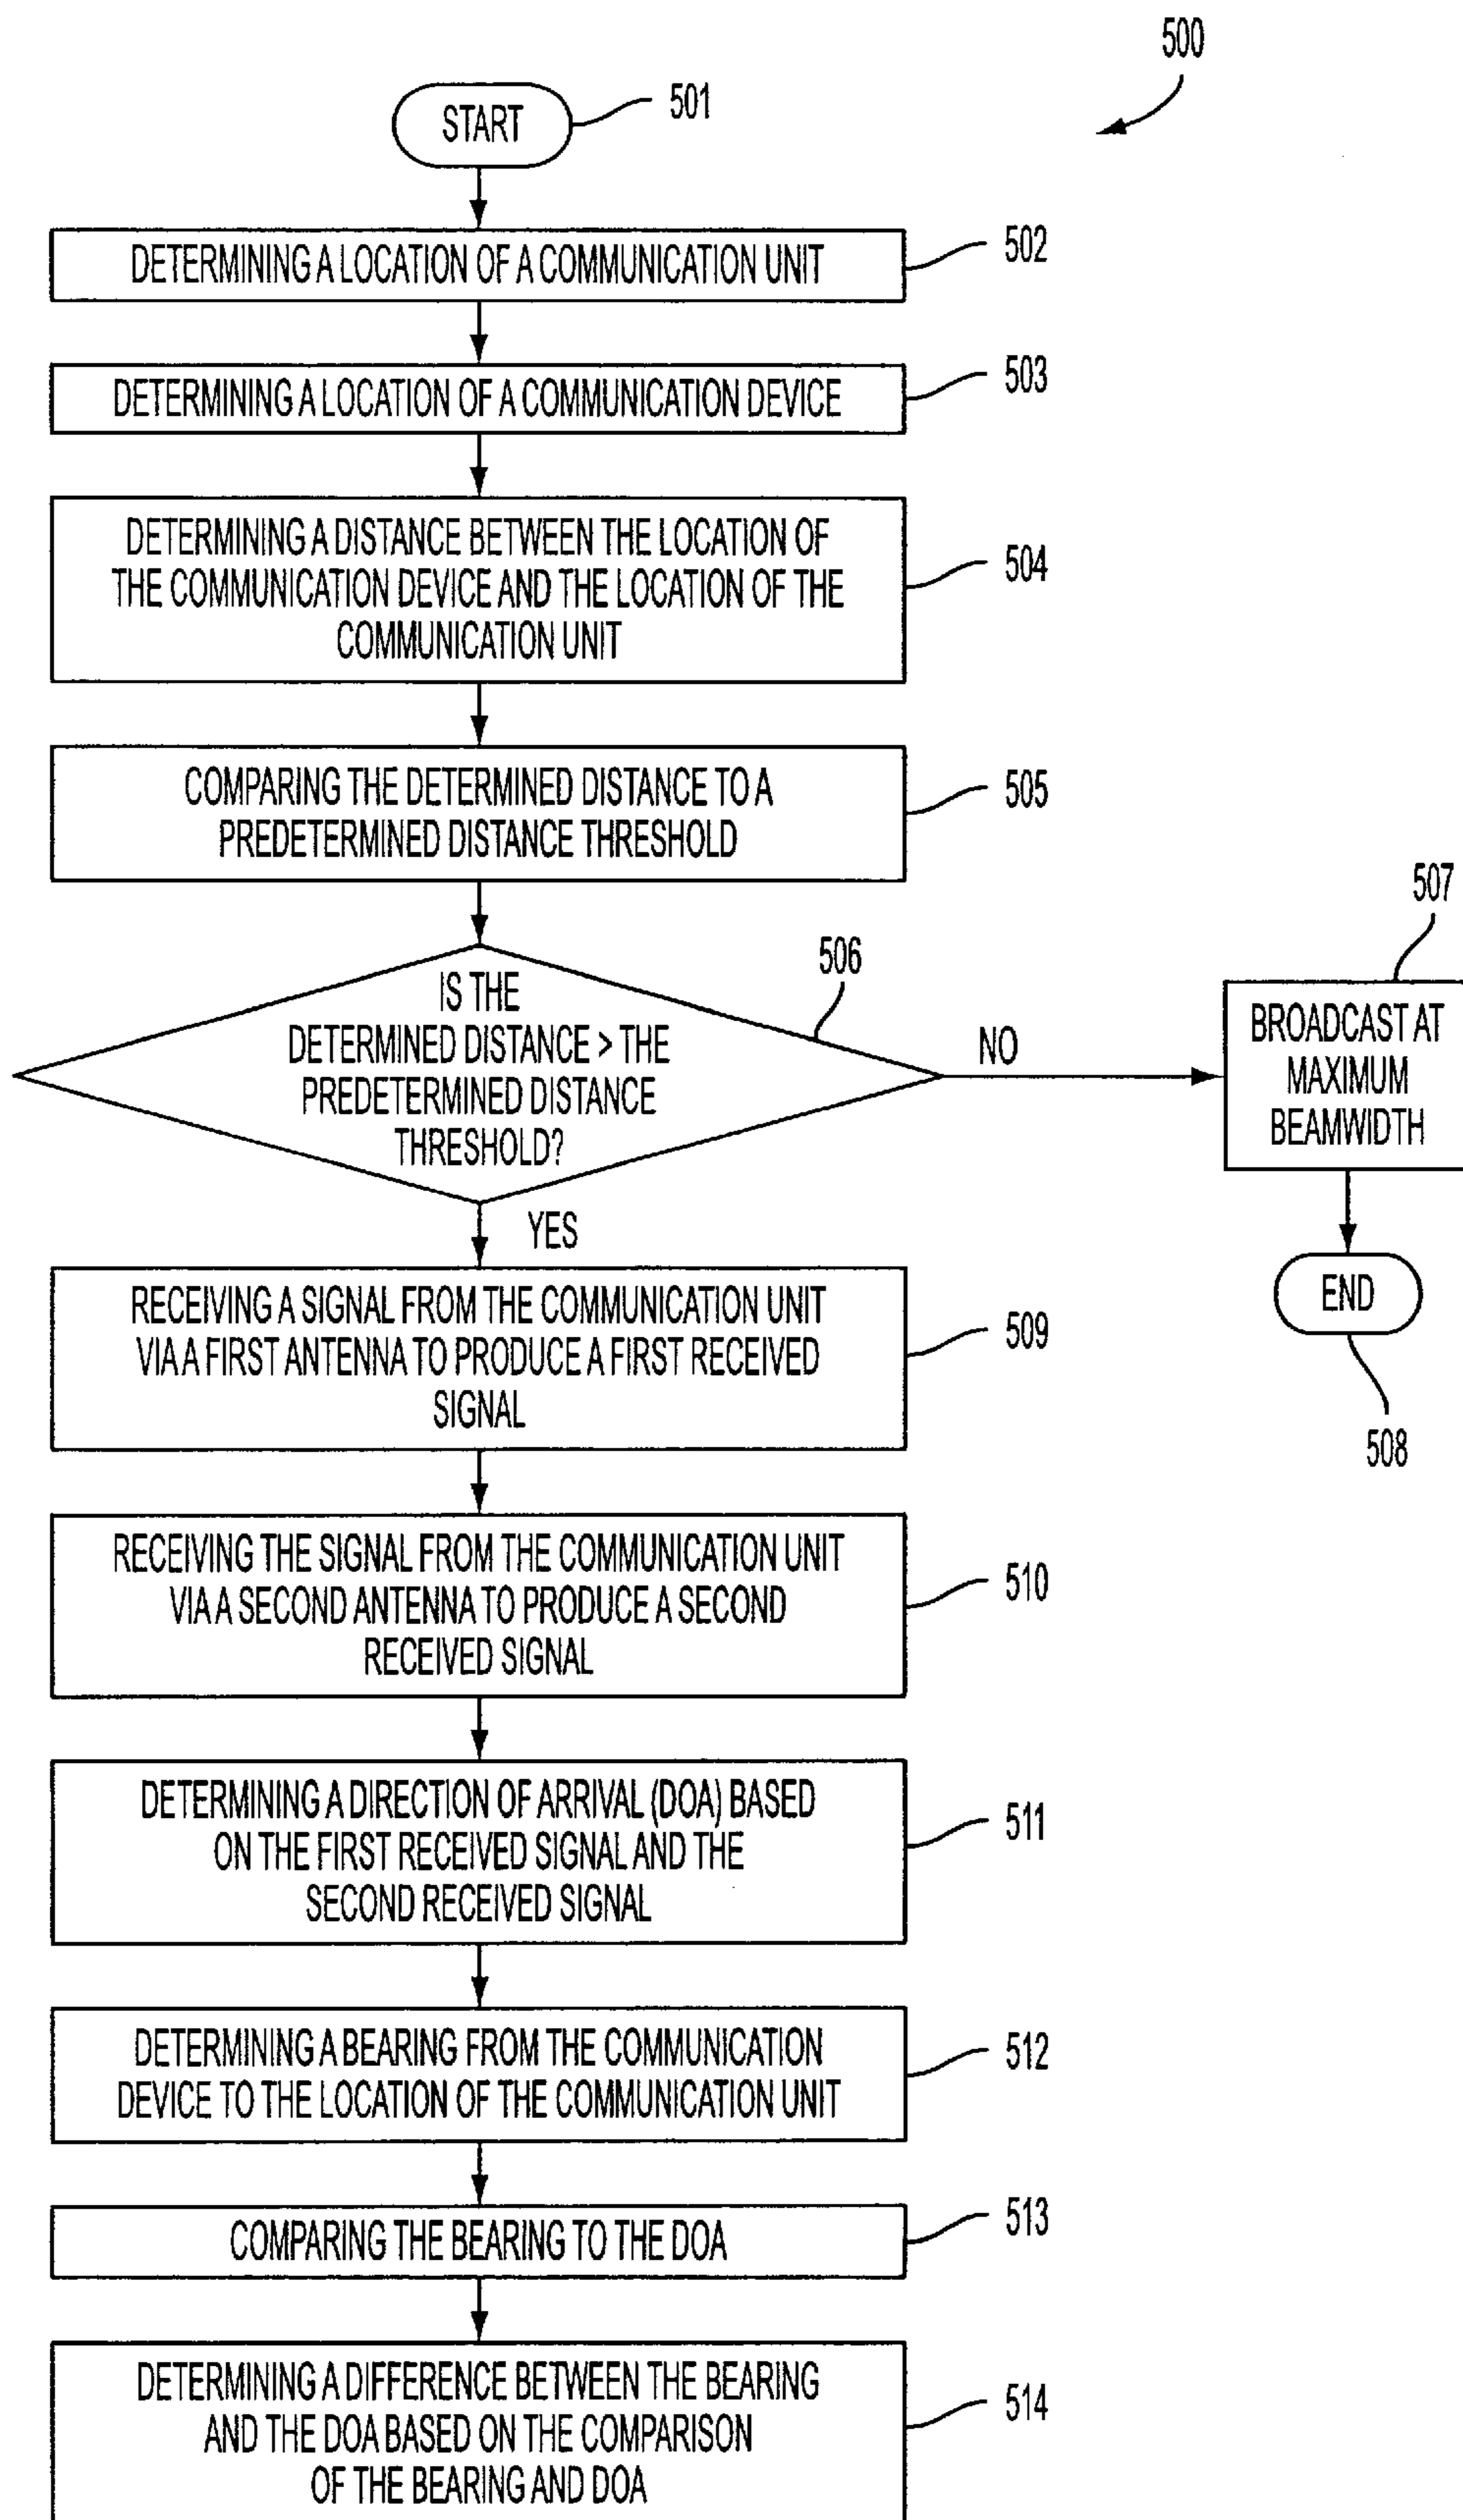 500
START
501
DETERMINING A LOCATION OF A COMMUNICATION UNIT
502
DETERMINING A LOCATION OF A COMMUNICATION DEVICE
503
DETERMINING A DISTANCE BETWEEN THE LOCATION OF
THE COMMUNICATION DEVICE AND THE LOCATION OF THE
COMMUNICATION UNIT
504
COMPARING THE DETERMINED DISTANCE TO A
PREDETERMINED DISTANCE THRESHOLD
505
IS THE
DETERMINED DISTANCE > THE
PREDETERMINED DISTANCE
THRESHOLD?
506
NO
507
BROADCAST AT
MAXIMUM
BEAMWIDTH
END
508
YES
RECEIVING A SIGNAL FROM THE COMMUNICATION UNIT
VIA A FIRST ANTENNA TO PRODUCE A FIRST RECEIVED
SIGNAL
509
RECEIVING THE SIGNAL FROM THE COMMUNICATION UNIT
VIA A SECOND ANTENNA TO PRODUCE A SECOND
RECEIVED SIGNAL
510
DETERMINING A DIRECTION OF ARRIVAL (DOA) BASED
ON THE FIRST RECEIVED SIGNAL AND THE
SECOND RECEIVED SIGNAL
511
DETERMINING A BEARING FROM THE COMMUNICATION
DEVICE TO THE LOCATION OF THE COMMUNICATION UNIT
512
COMPARING THE BEARING TO THE DOA
513
DETERMINING A DIFFERENCE BETWEEN THE BEARING
AND THE DOA BASED ON THE COMPARISON
OF THE BEARING AND DOA
514